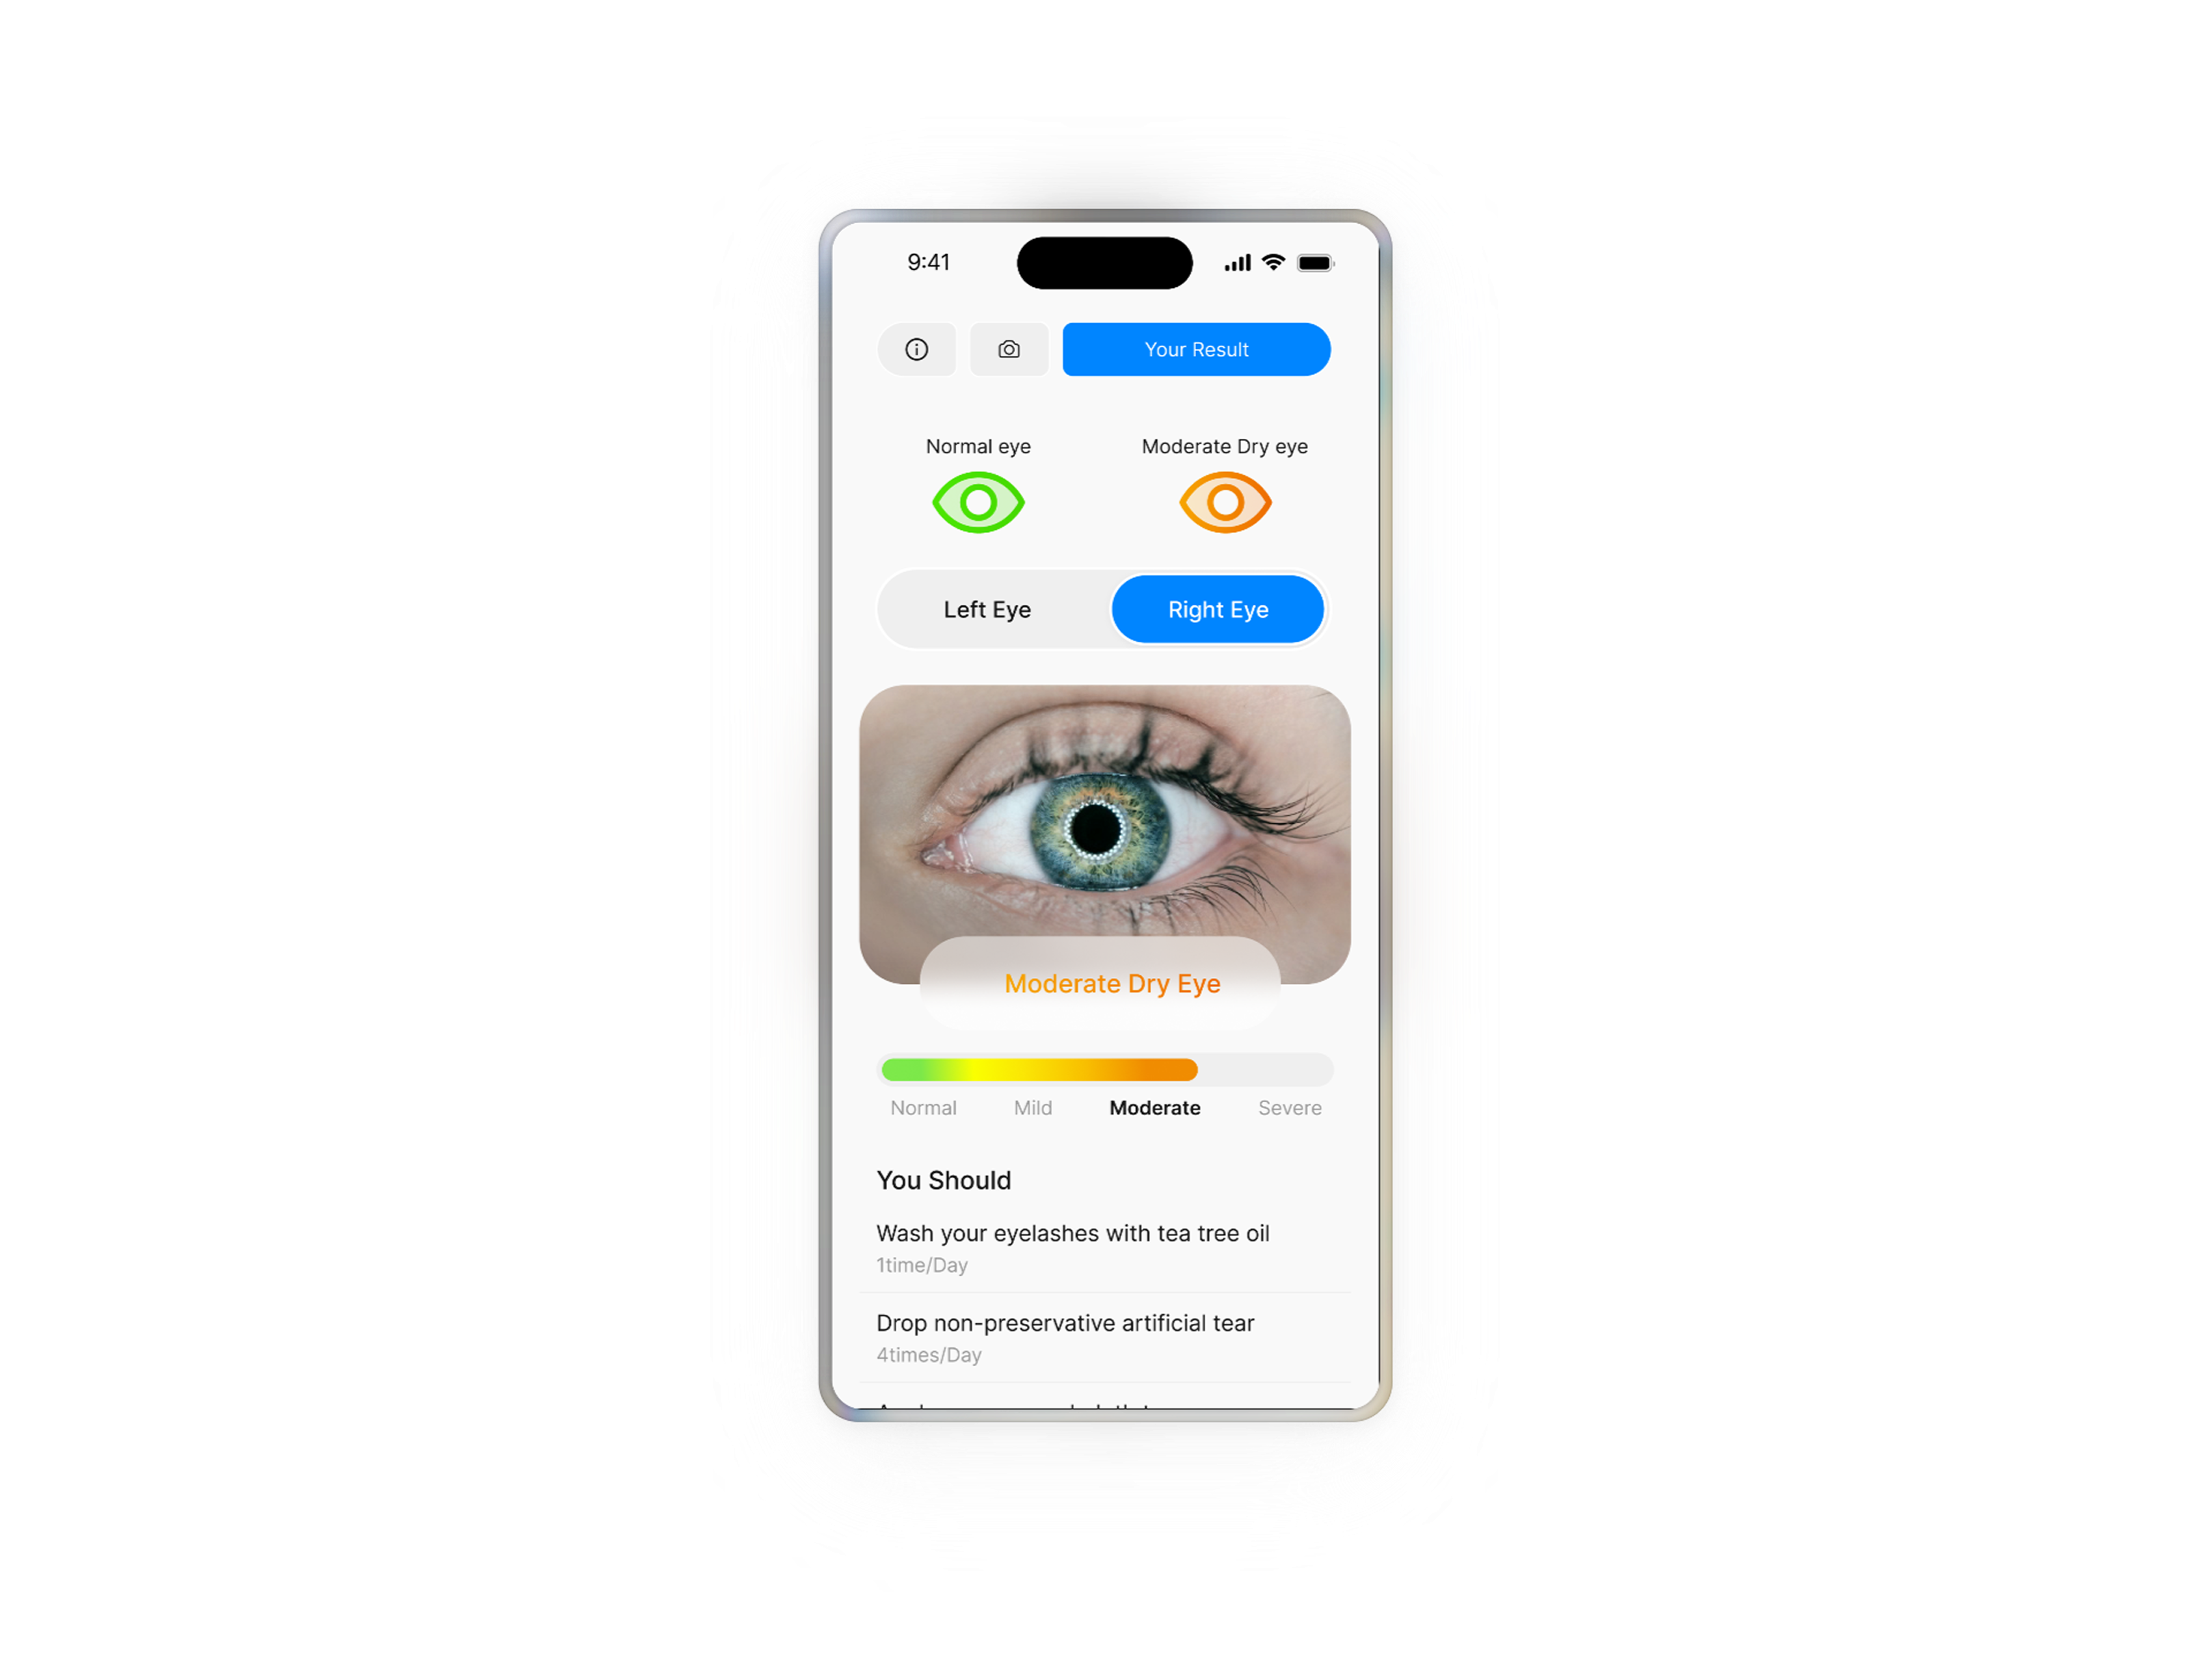 9:41
Your Result
Normal eye
Moderate Dry eye
Left Eye
Right Eye
Moderate Dry Eye
Normal
Mild
Moderate
Severe
You Should
Wash your eyelashes with tea tree oil
1time/Day
Drop non-preservative artificial tear
4times/Day